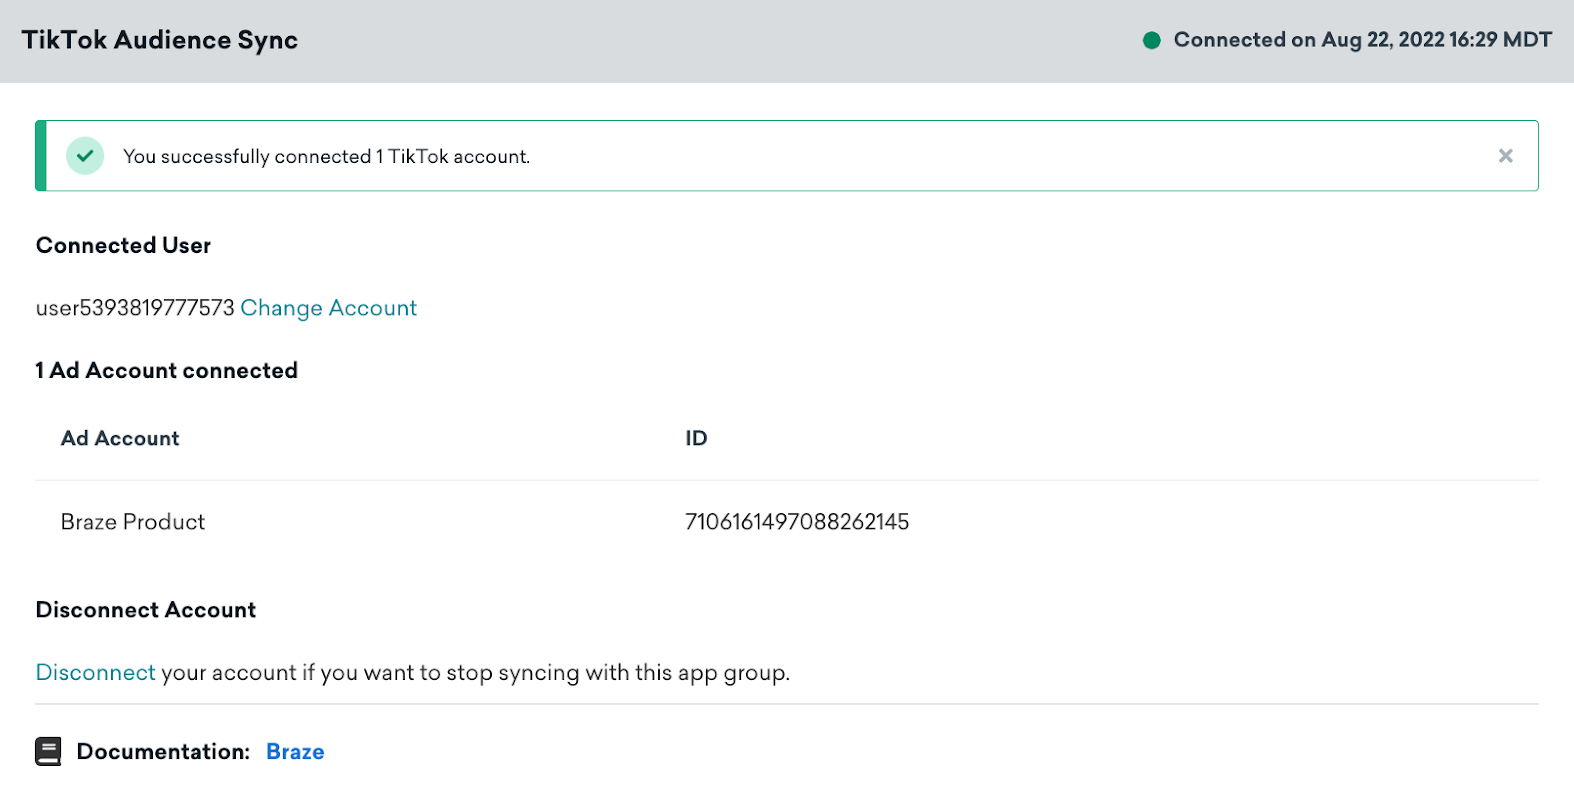 TikTok Audience Sync
Connected on Aug 22, 2022 16:29 MDT
You successfully connected 1 TikTok account.
Connected User
user5393819777573 Change Account
1 Ad Account connected
Ad Account ID
Braze Product 7106161497088262145
Disconnect Account
Disconnect your account if you want to stop syncing with this app group.
Documentation: Braze